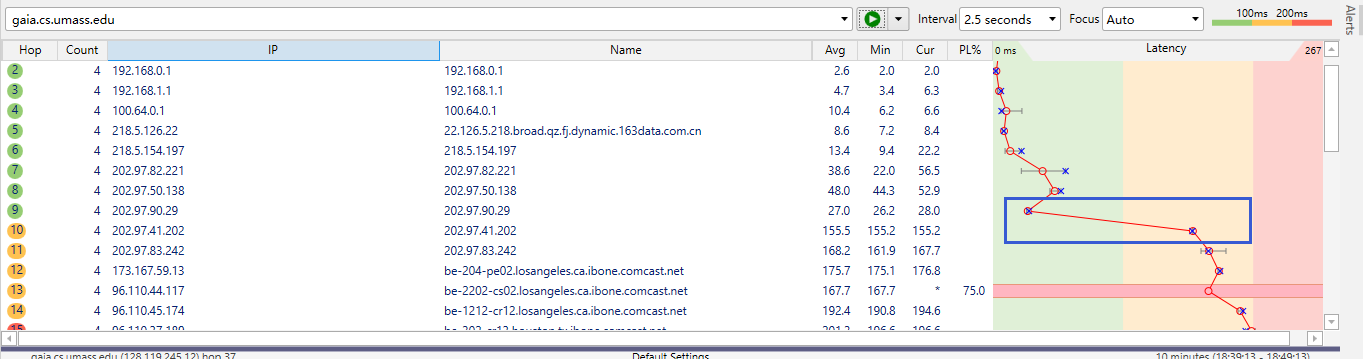 gaia.cs.umass.edu Interval 2.5 seconds Focus Auto 100ms 200ms Alerts
Hop Count IP Name Avg Min Cur PL% 0 ms Latency 267
2 4 192.168.0.1 192.168.0.1 2.6 2.0 2.0
3 4 192.168.1.1 192.168.1.1 4.7 3.4 6.3
4 4 100.64.0.1 100.64.0.1 10.4 6.2 6.6
5 4 218.5.126.22 22.126.5.218.broad.qz.fj.dynamic.163data.com.cn 8.6 7.2 8.4
6 4 218.5.154.197 218.5.154.197 13.4 9.4 22.2
7 4 202.97.82.221 202.97.82.221 38.6 22.0 56.5
8 4 202.97.50.138 202.97.50.138 48.0 44.3 52.9
9 4 202.97.90.29 202.97.90.29 27.0 26.2 28.0
10 4 202.97.41.202 202.97.41.202 155.5 155.2 155.2
11 4 202.97.83.242 202.97.83.242 168.2 161.9 167.7
12 4 173.167.59.13 be-204-pe02.losangeles.ca.ibone.comcast.net 175.7 175.1 176.8
13 4 96.110.44.117 be-2202-cs02.losangeles.ca.ibone.comcast.net 167.7 167.7 * 75.0
14 4 96.110.45.174 be-1212-cr12.losangeles.ca.ibone.comcast.net 192.4 190.8 194.6
15 4 96.110.37.189 196.6 196.6
gaia.cs.umass.edu (128.119.245.12) hop 37 Default Settings 10 minutes (18:39:13 - 18:49:13)